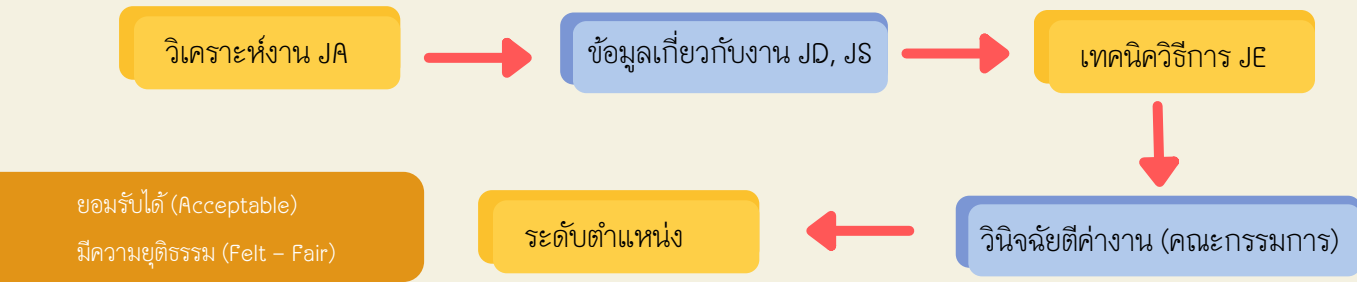 วิเคราะห์งาน JA
ข้อมูลเกี่ยวกับงาน JD, JS
เทคนิควิธีการ JE
วินิจฉัยตีค่างาน (คณะกรรมการ)
ระดับตำแหน่ง
ยอมรับได้ (Acceptable)
มีความยุติธรรม (Felt - Fair)